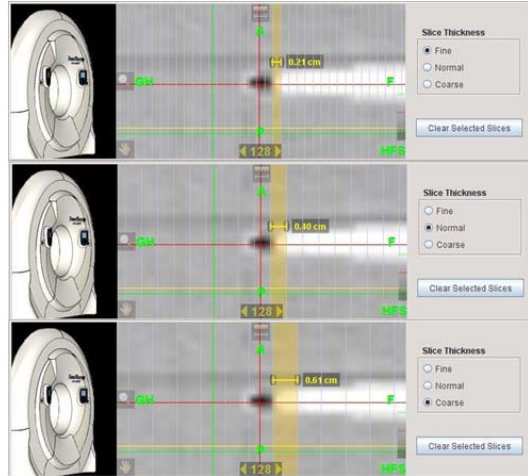 Slice Thickness
A
Fine
0.21 cm
Normal
GH
F
Coarse
P
Clear Selected Slices
128
HFS
Slice Thickness
A
Fine
0.40 cm
Normal
GH
F
Coarse
P
Clear Selected Slices
128
HFS
Slice Thickness
A
Fine
0.61 cm
Normal
GH
F
Coarse
P
Clear Selected Slices
128
HFS